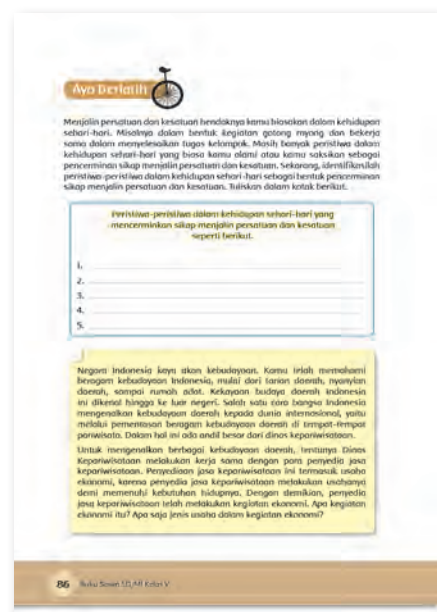 Ayo Berlatih
Menjalin persatuan dan kesatuan hendaknya kamu biasakan dalam kehidupan
sehari-hari. Misalnya dalam bentuk kegiatan gotong royong dan bekerja
sama dalam menyelesaikan tugas kelompok. Masih banyak peristiwa dalam
kehidupan sehari-hari yang biasa kamu alami atau kamu saksikan sebagai
pencerminan sikap menjalin persatuan dan kesatuan. Sekarang, identifikasilah
peristiwa-peristiwa dalam kehidupan sehari-hari sebagai bentuk pencerminan
sikap menjalin persatuan dan kesatuan. Tuliskan dalam kotak berikut.
Peristiwa-peristiwa dalam kehidupan sehari-hari yang
mencerminkan sikap menjalin persatuan dan kesatuan
seperti berikut.
1.
2.
3.
4.
5.
Negara Indonesia kaya akan kebudayaan. Kamu telah memahami
beragam kebudayaan Indonesia, mulai dari tarian daerah, nyanyian
daerah, sampai rumah adat. Kekayaan budaya daerah Indonesia
ini dikenal hingga ke luar negeri. Salah satu cara bangsa Indonesia
mengenalkan kebudayaan daerah kepada dunia internasional, yaitu
melalui pementasan beragam kebudayaan daerah di tempat-tempat
pariwisata. Dalam hal ini ada andil besar dari dinas kepariwisataan.
Untuk mengenalkan berbagai kebudayaan daerah, tentunya Dinas
Kepariwisataan melakukan kerja sama dengan para penyedia jasa
kepariwisataan. Penyediaan jasa kepariwisataan ini termasuk usaha
ekonomi, karena penyedia jasa kepariwisataan melakukan usahanya
demi memenuhi kebutuhan hidupnya. Dengan demikian, penyedia
jasa kepariwisataan telah melakukan kegiatan ekonomi. Apa kegiatan
ekonomi itu? Apa saja jenis usaha dalam kegiatan ekonomi?
86 Buku Siswa SD/MI Kelas V